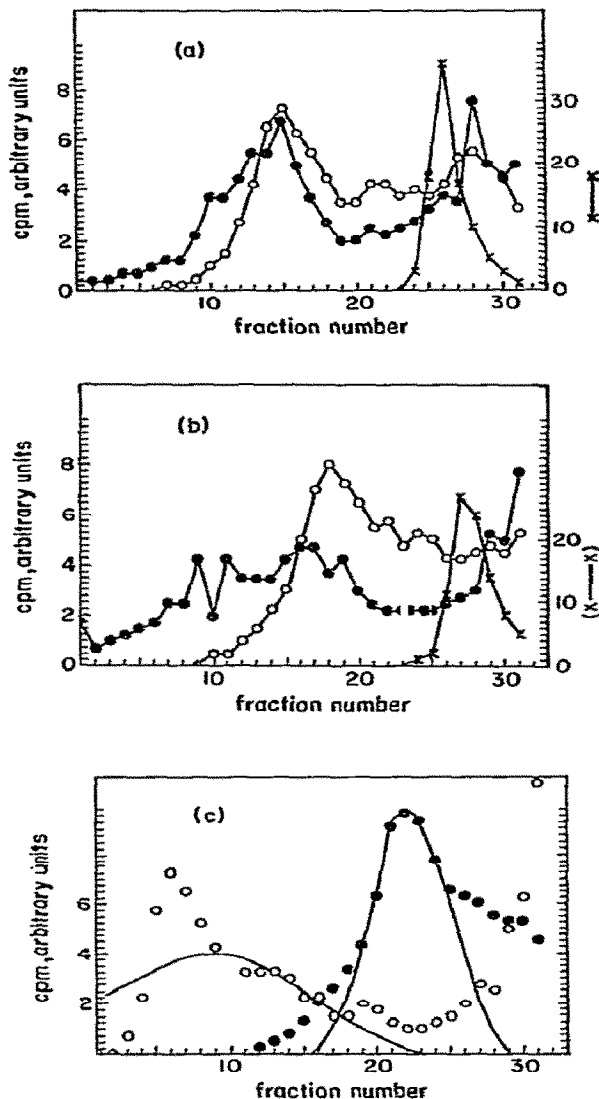 (a)
cpm, arbitrary units
8
6
4
2
0
30
20
10
0
x—x
10 20 30
fraction number
(b)
cpm, arbitrary units
8
6
4
2
0
20
10
0
(x—x)
10 20 30
fraction number
(c)
cpm, arbitrary units
6
4
2
10 20 30
fraction number